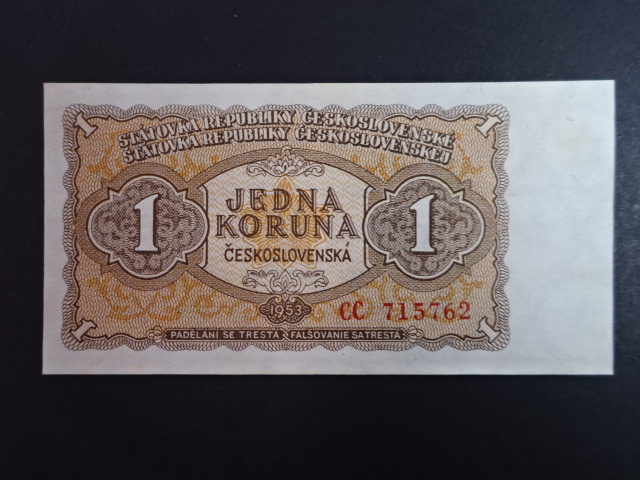 STÁTOVKA REPUBLIKY ČESKOSLOVENSKÉ
ŠTÁTOVKA REPUBLIKY ČESKOSLOVENSKEJ
1 1
1 JEDNA 1
KORUNA
ČESKOSLOVENSKÁ
1953
CC 715762
1 1
PADĚLÁNÍ SE TRESTÁ FALŠOVANIE SA TRESTÁ